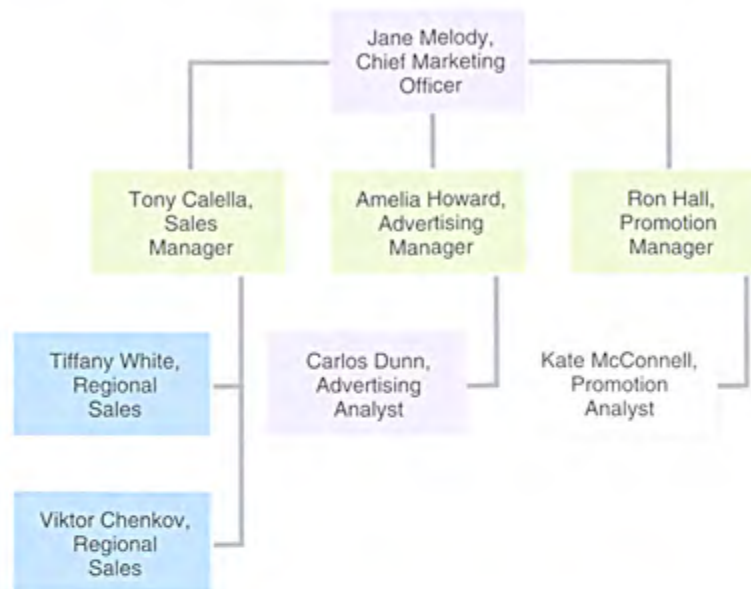 Jane Melody,
Chief Marketing
Officer
Tony Calella,
Sales
Manager
Amelia Howard,
Advertising
Manager
Ron Hall,
Promotion
Manager
Tiffany White,
Regional
Sales
Carlos Dunn,
Advertising
Analyst
Kate McConnell,
Promotion
Analyst
Viktor Chenkov,
Regional
Sales